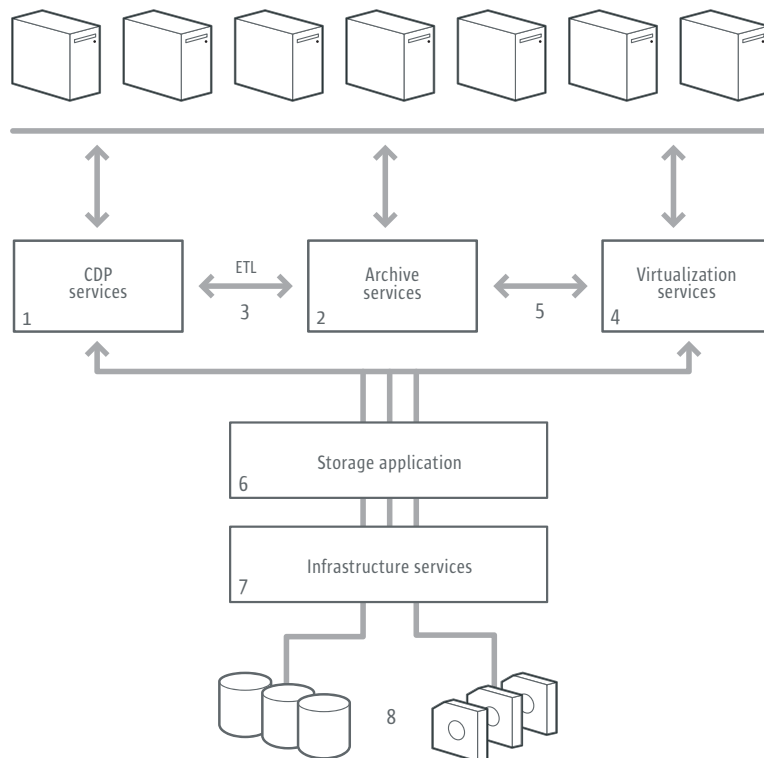 CDP
services
1
ETL
3
Archive
services
2
5
Virtualization
services
4
Storage application
6
Infrastructure services
7
8